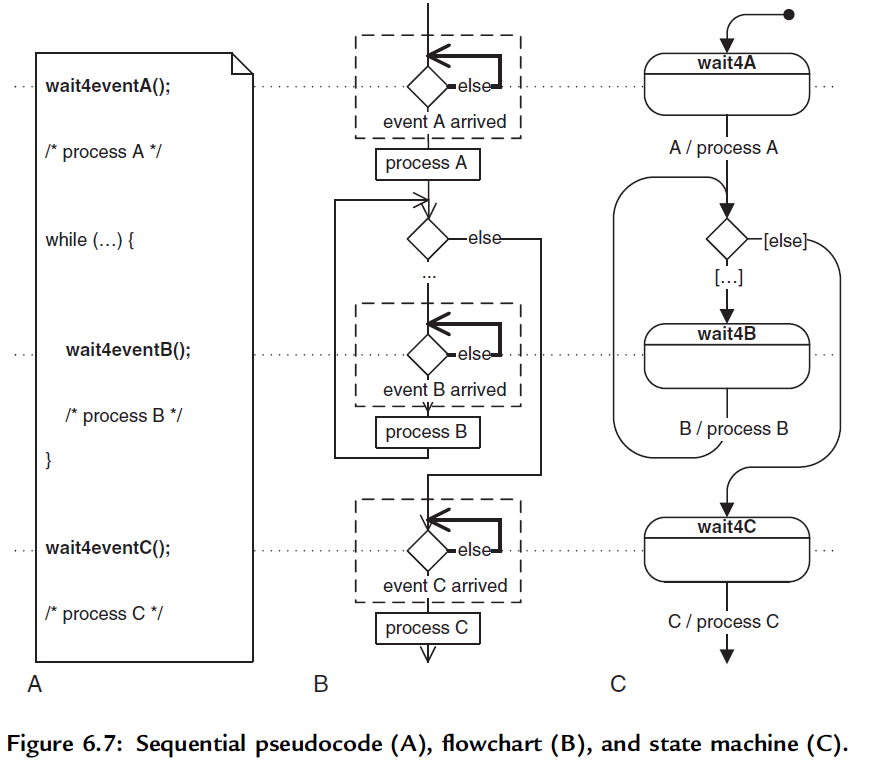 wait4eventA();
/* process A */
while (…) {
wait4eventB();
/* process B */
}
wait4eventC();
/* process C */
A
else
event A arrived
process A
else
...
else
event B arrived
process B
else
event C arrived
process C
B
wait4A
A / process A
[else]
[…]
wait4B
B / process B
wait4C
C / process C
C
Figure 6.7: Sequential pseudocode (A), flowchart (B), and state machine (C).